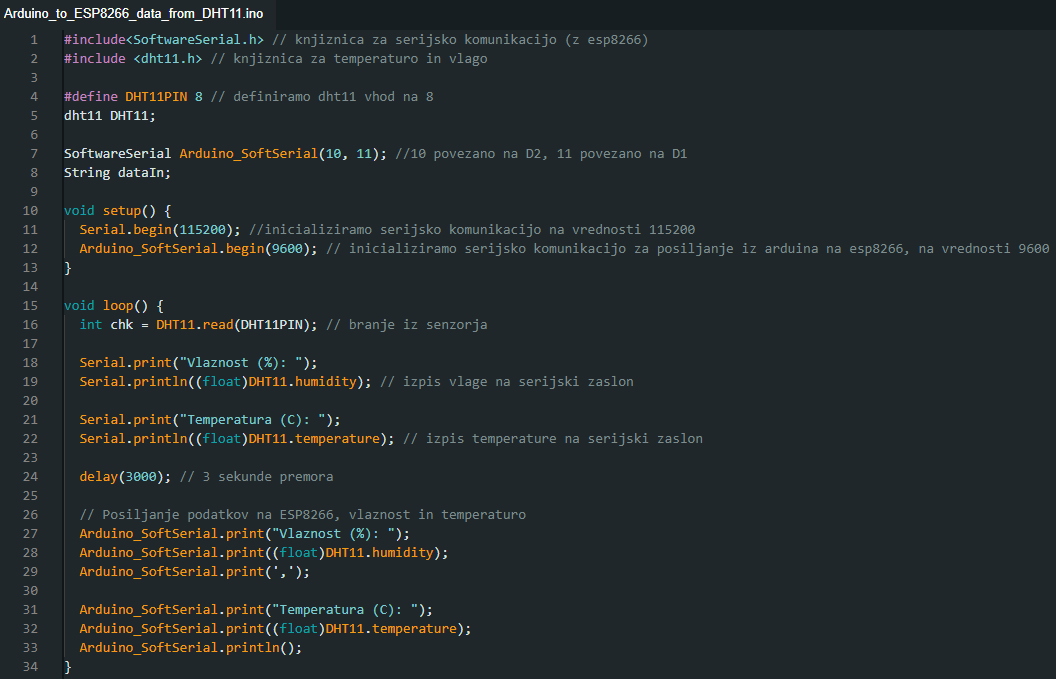 Arduino_to_ESP8266_data_from_DHT11.ino
1 #include<SoftwareSerial.h> // knjiznica za serijsko komunikacijo (z esp8266)
2 #include <dht11.h> // knjiznica za temperaturo in vlago
3
4 #define DHT11PIN 8 // definiramo dht11 vhod na 8
5 dht11 DHT11;
6
7 SoftwareSerial Arduino_SoftSerial(10, 11); //10 povezano na D2, 11 povezano na D1
8 String dataIn;
9
10 void setup() {
11 Serial.begin(115200); //inicializiramo serijsko komunikacijo na vrednosti 115200
12 Arduino_SoftSerial.begin(9600); // inicializiramo serijsko komunikacijo za posiljanje iz arduina na esp8266, na vrednosti 9600
13 }
14
15 void loop() {
16 int chk = DHT11.read(DHT11PIN); // branje iz senzorja
17
18 Serial.print("Vlaznost (%): ");
19 Serial.println((float)DHT11.humidity); // izpis vlage na serijski zaslon
20
21 Serial.print("Temperatura (C): ");
22 Serial.println((float)DHT11.temperature); // izpis temperature na serijski zaslon
23
24 delay(3000); // 3 sekunde premora
25
26 // Posiljanje podatkov na ESP8266, vlaznost in temperaturo
27 Arduino_SoftSerial.print("Vlaznost (%): ");
28 Arduino_SoftSerial.print((float)DHT11.humidity);
29 Arduino_SoftSerial.print(',');
30
31 Arduino_SoftSerial.print("Temperatura (C): ");
32 Arduino_SoftSerial.print((float)DHT11.temperature);
33 Arduino_SoftSerial.println();
34 }